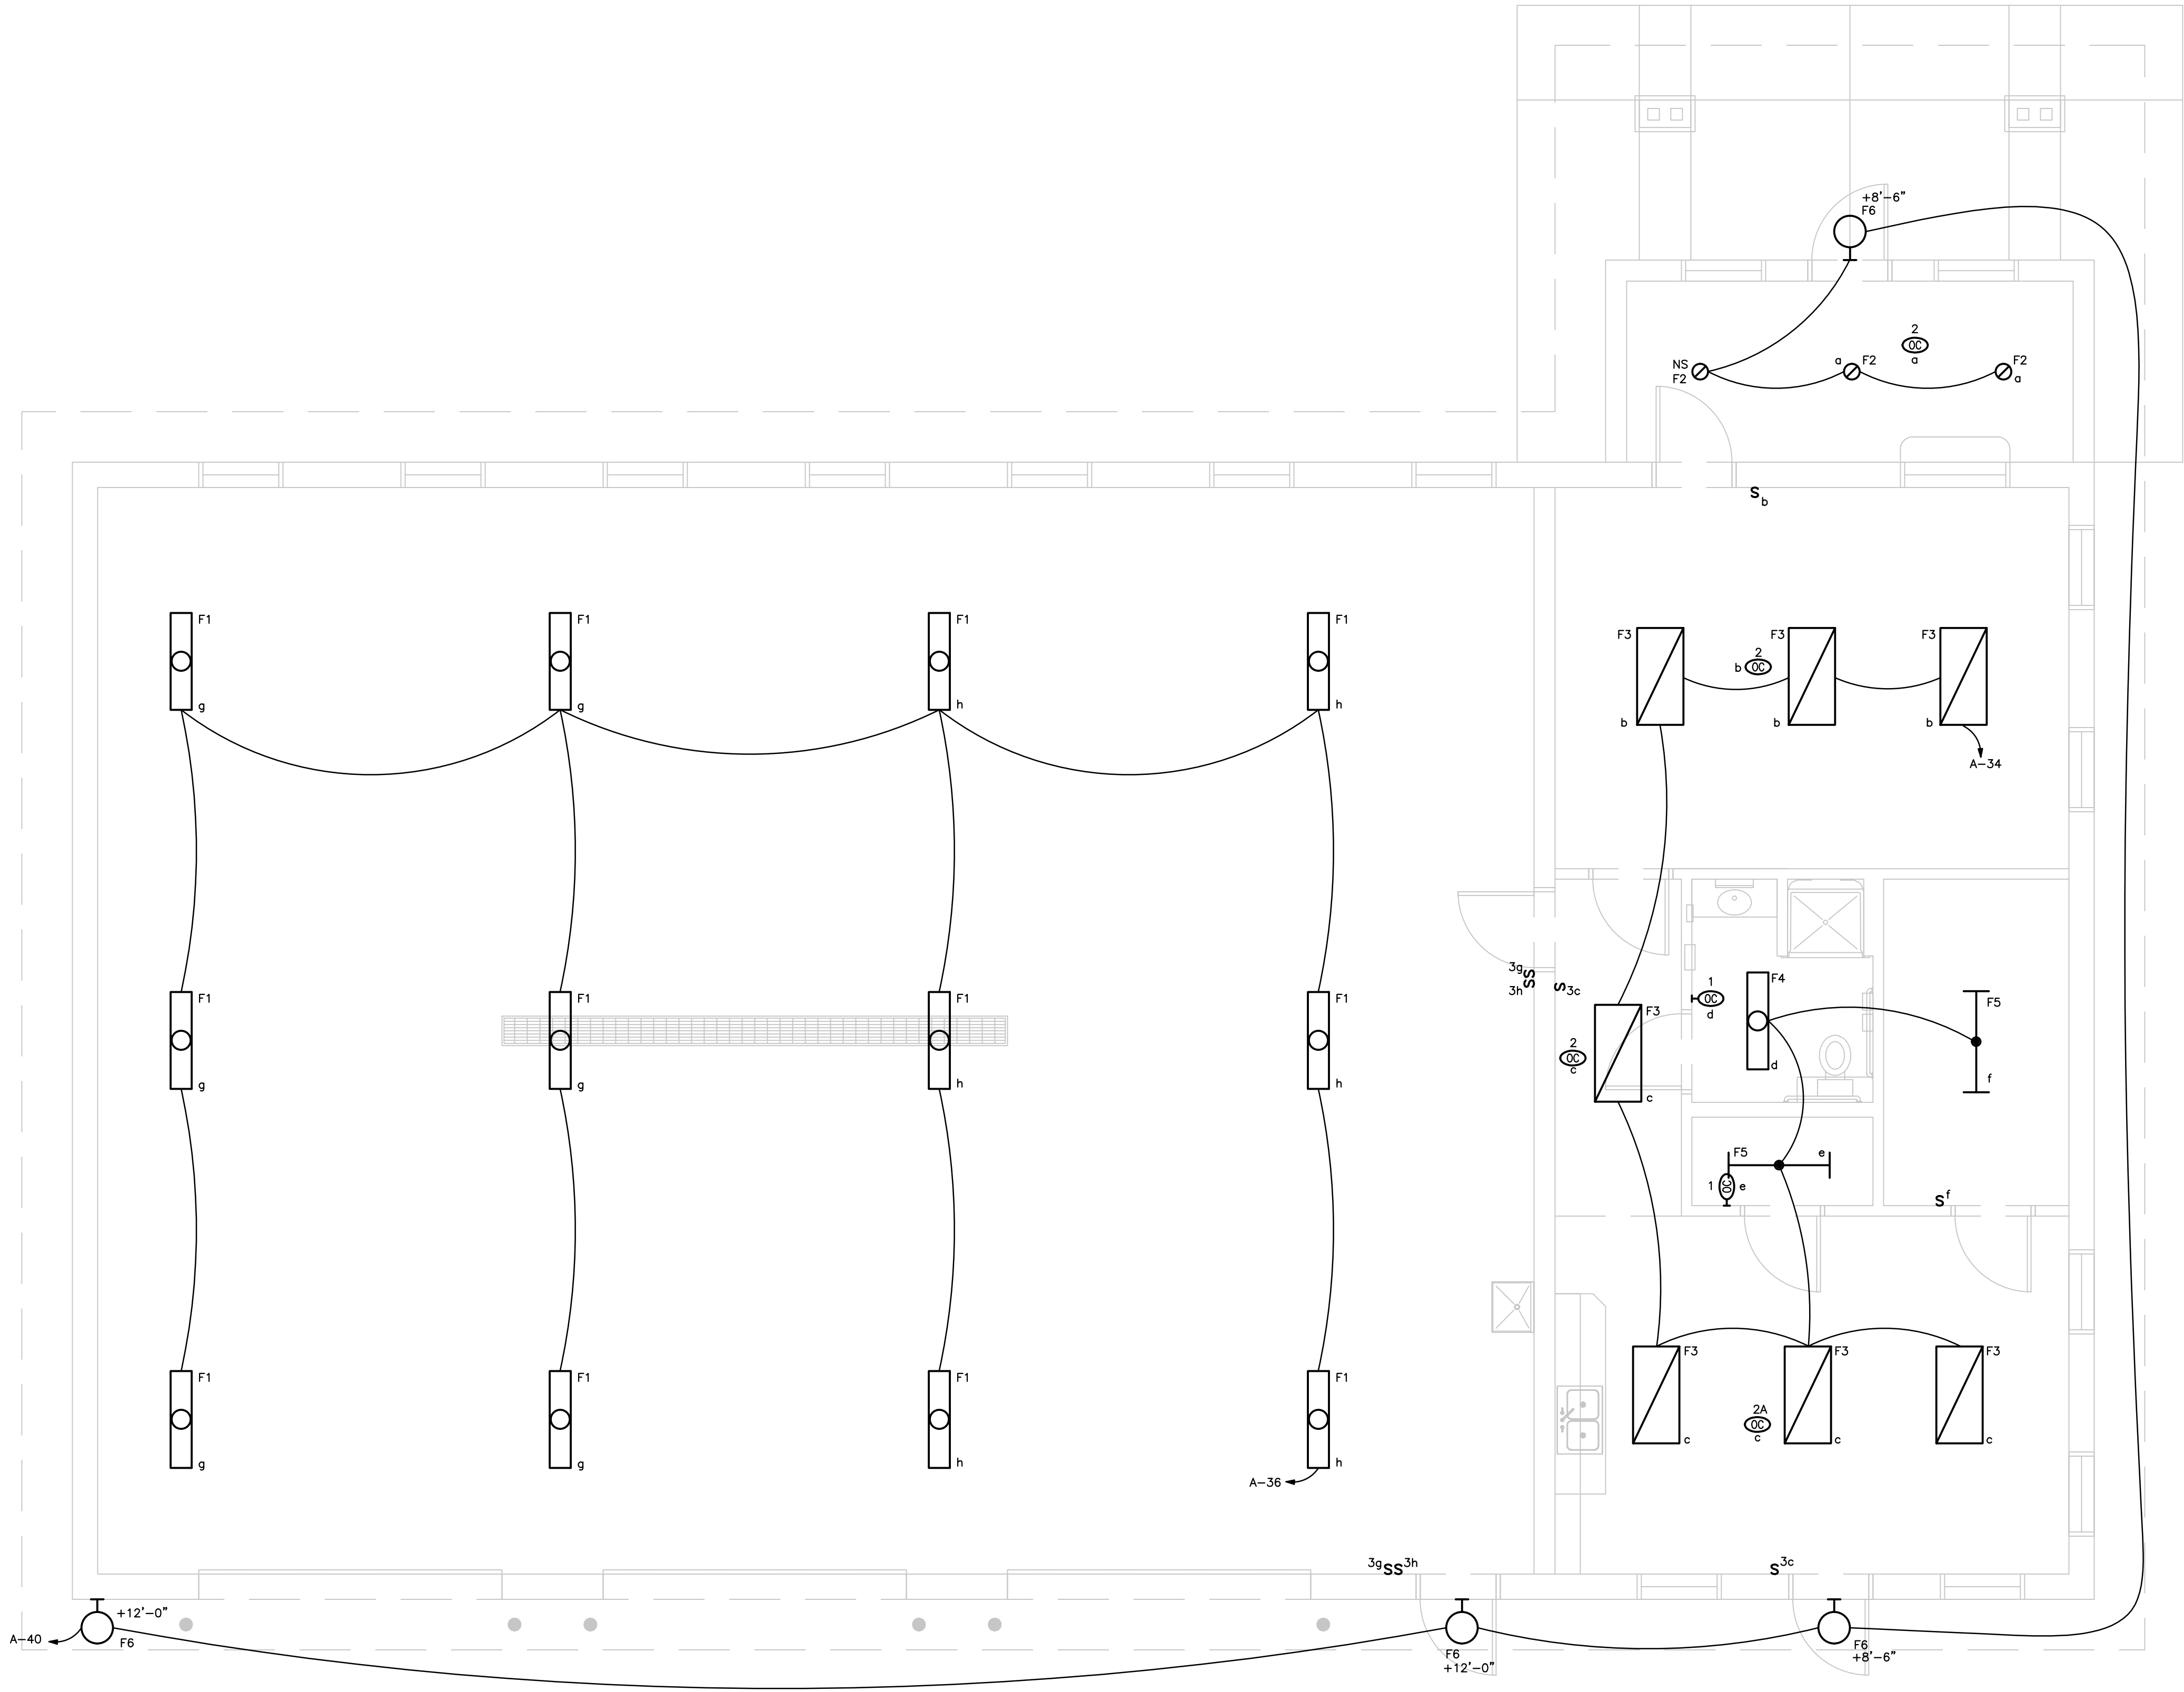 +8'-6"
F6
2
OC
a
NS
F2
a F2
F2
a
S b
F1
F1
F1
F1
F3
F3
F3
2
b OC
g
g
h
h
b
b
b
A-34
3g SS
3h
S 3c
1
OC
d
F4
F1
F1
F1
F1
F3
F5
2
OC
c
d
f
g
g
h
h
c
F5
e
1 OC e
S f
F3
F3
F3
F1
F1
F1
F1
2A
OC
c
c
c
c
g
g
h
h
A-36
3g SS 3h
S 3c
+12'-0"
A-40
F6
F6
+12'-0"
F6
+8'-6"